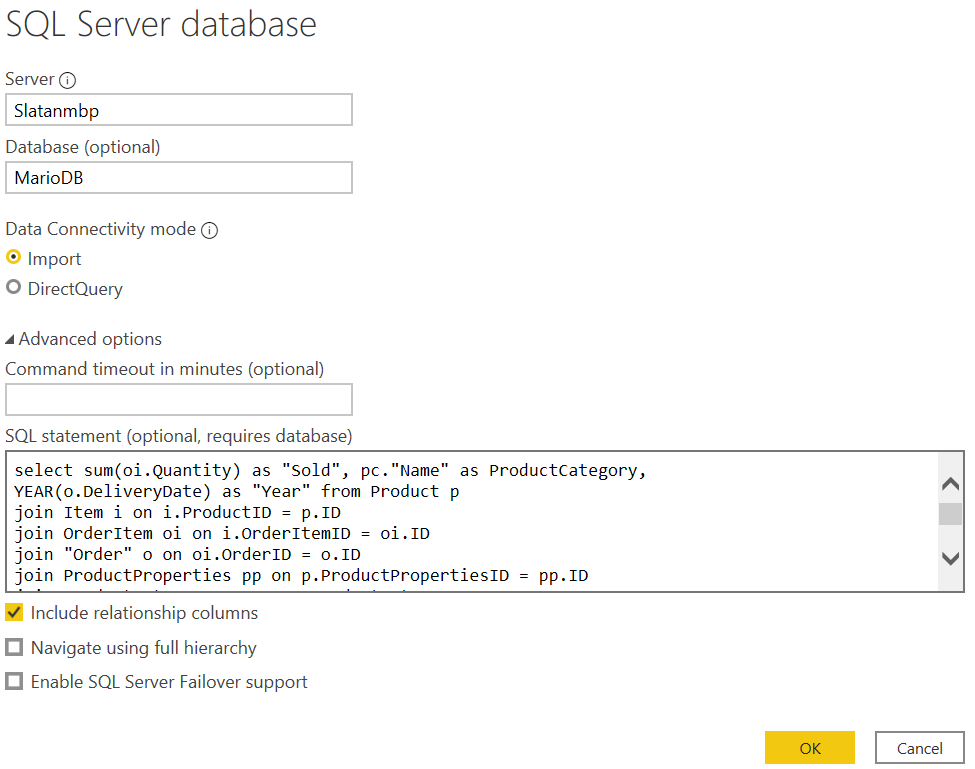 SQL Server database
Server
Slatanmbp
Database (optional)
MarioDB
Data Connectivity mode
Import
DirectQuery
Advanced options
Command timeout in minutes (optional)
SQL statement (optional, requires database)
select sum(oi.Quantity) as "Sold", pc."Name" as ProductCategory,
YEAR(o.DeliveryDate) as "Year" from Product p
join Item i on i.ProductID = p.ID
join OrderItem oi on i.OrderItemID = oi.ID
join "Order" o on oi.OrderID = o.ID
join ProductProperties pp on p.ProductPropertiesID = pp.ID
Include relationship columns
Navigate using full hierarchy
Enable SQL Server Failover support
OK
Cancel